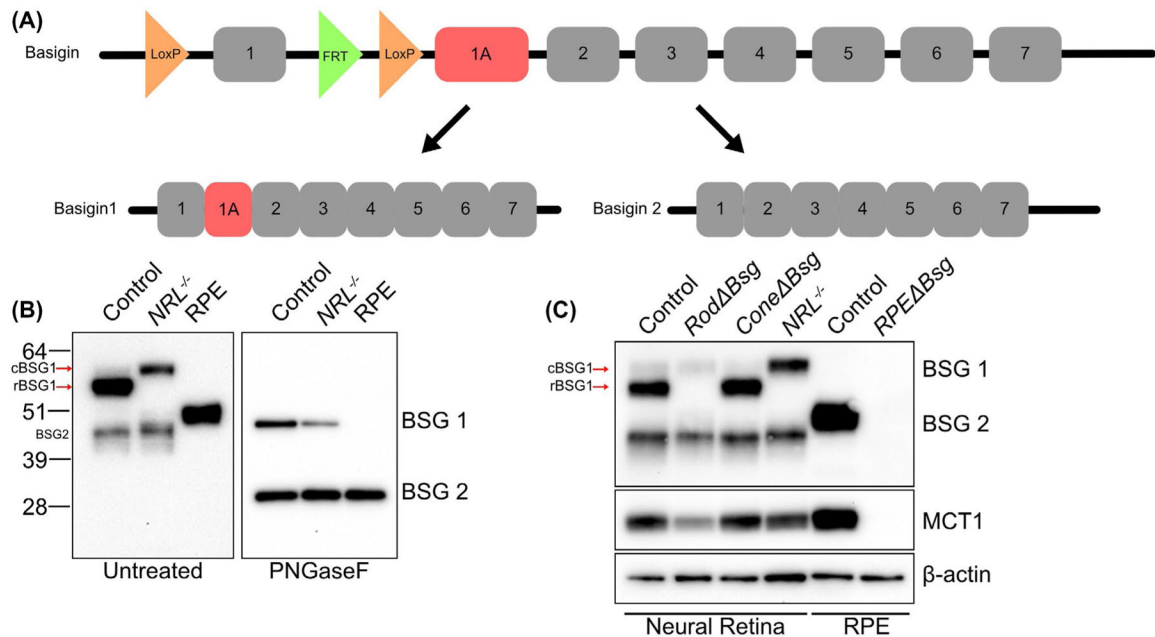 (A)
Basigin LoxP 1 FRT LoxP 1A 2 3 4 5 6 7
Basigin1 1 1A 2 3 4 5 6 7
Basigin 2 1 2 3 4 5 6 7
(B)
Control NRL-/- RPE
Control NRL-/- RPE
64
cBSG1
rBSG1
51
BSG2
39
28
BSG 1
BSG 2
Untreated
PNGaseF
(C)
Control RodΔBsg ConeΔBsg NRL-/- Control RPEΔBsg
cBSG1
rBSG1
BSG 1
BSG 2
MCT1
β-actin
Neural Retina RPE